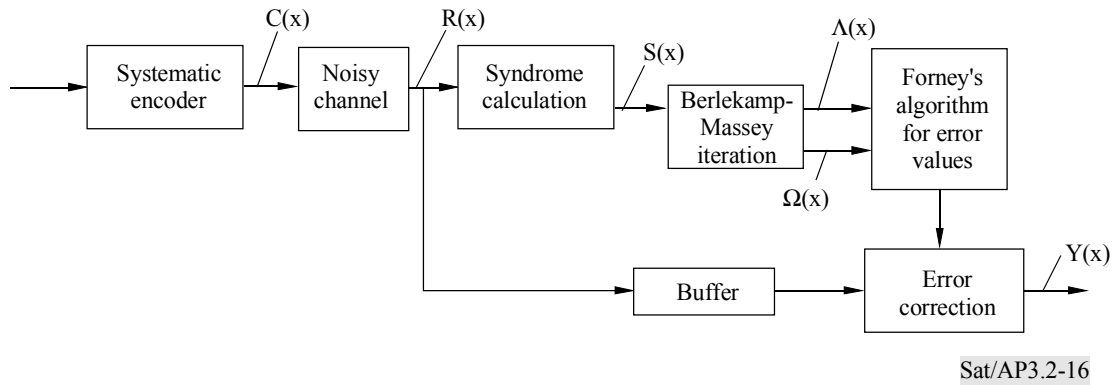 C(x)
R(x)
Λ(x)
Systematic
encoder
Noisy
channel
Syndrome
calculation
S(x)
Berlekamp-
Massey
iteration
Forney's
algorithm
for error
values
Ω(x)
Buffer
Error
correction
Y(x)
Sat/AP3.2-16